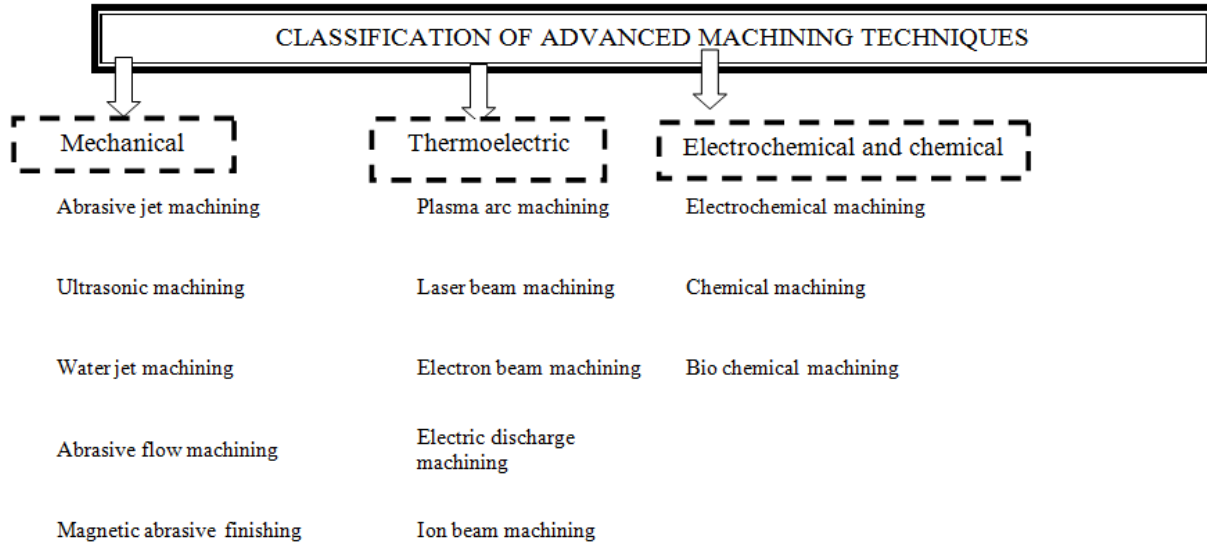 CLASSIFICATION OF ADVANCED MACHINING TECHNIQUES
Mechanical
Thermoelectric
Electrochemical and chemical
Abrasive jet machining
Plasma arc machining
Electrochemical machining
Ultrasonic machining
Laser beam machining
Chemical machining
Water jet machining
Electron beam machining
Bio chemical machining
Abrasive flow machining
Electric discharge
machining
Magnetic abrasive finishing
Ion beam machining